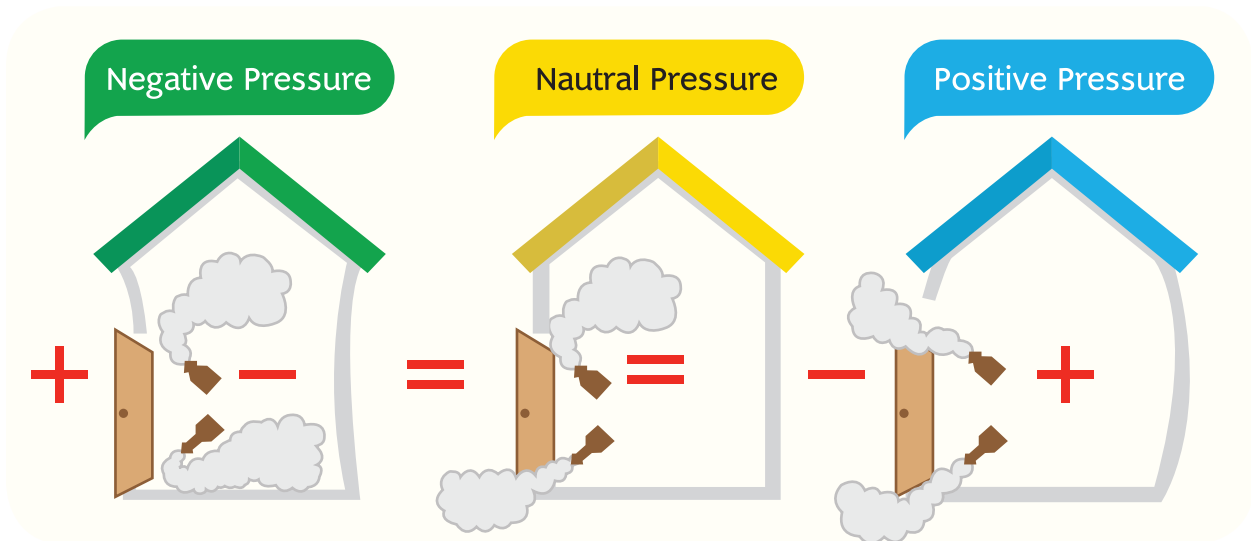 Negative Pressure
Nautral Pressure
Positive Pressure
+
−
=
=
−
+